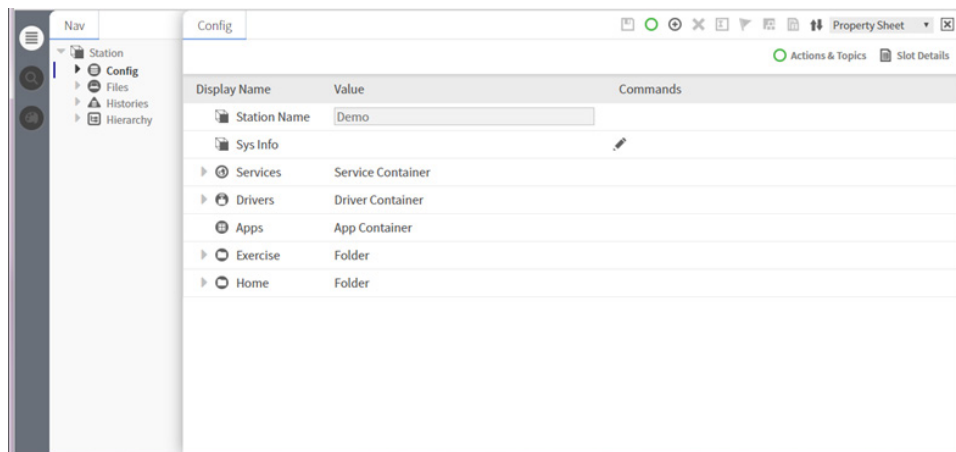 Nav
Station
Config
Files
Histories
Hierarchy
Config
Property Sheet
Actions & Topics Slot Details
Display Name Value Commands
Station Name Demo
Sys Info
Services Service Container
Drivers Driver Container
Apps App Container
Exercise Folder
Home Folder